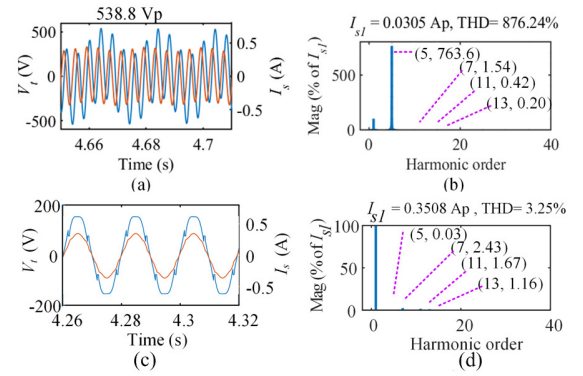 538.8 Vp
600
0
-500
0.5
0
-0.5
V_t (V)
I_s (A)
4.66 4.68 4.7
Time (s)
(a)
I_s1 = 0.0305 Ap, THD= 876.24%
500
0
Mag (% of I_s1)
(5, 763.6)
(7, 1.54)
(11, 0.42)
(13, 0.20)
0 20 40
Harmonic order
(b)
200
0
-200
0.5
0
-0.5
V_t (V)
I_s (A)
4.26 4.28 4.3 4.32
Time (s)
(c)
I_s1 = 0.3508 Ap , THD= 3.25%
100
50
0
Mag (% of I_s1)
(5, 0.03)
(7, 2.43)
(11, 1.67)
(13, 1.16)
0 20 40
Harmonic order
(d)